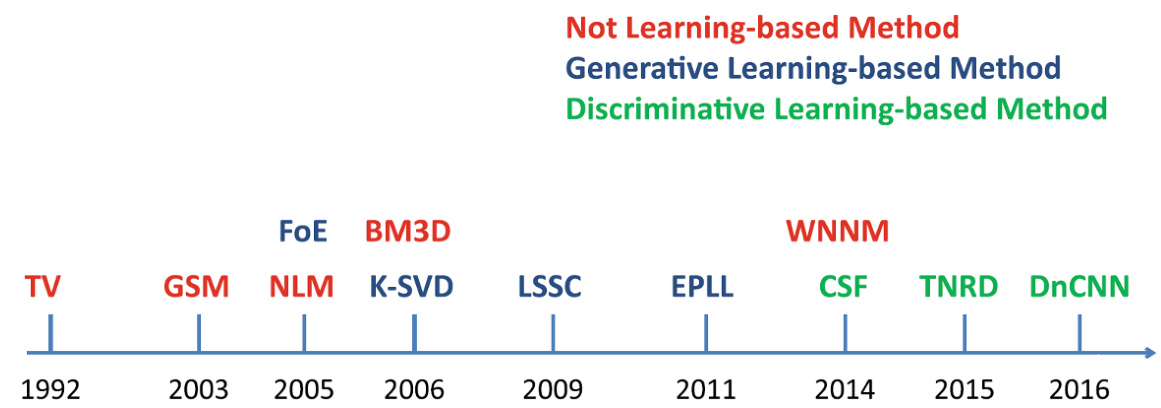 Not Learning-based Method
Generative Learning-based Method
Discriminative Learning-based Method
FoE BM3D WNNM
TV GSM NLM K-SVD LSSC EPLL CSF TNRD DnCNN
1992 2003 2005 2006 2009 2011 2014 2015 2016